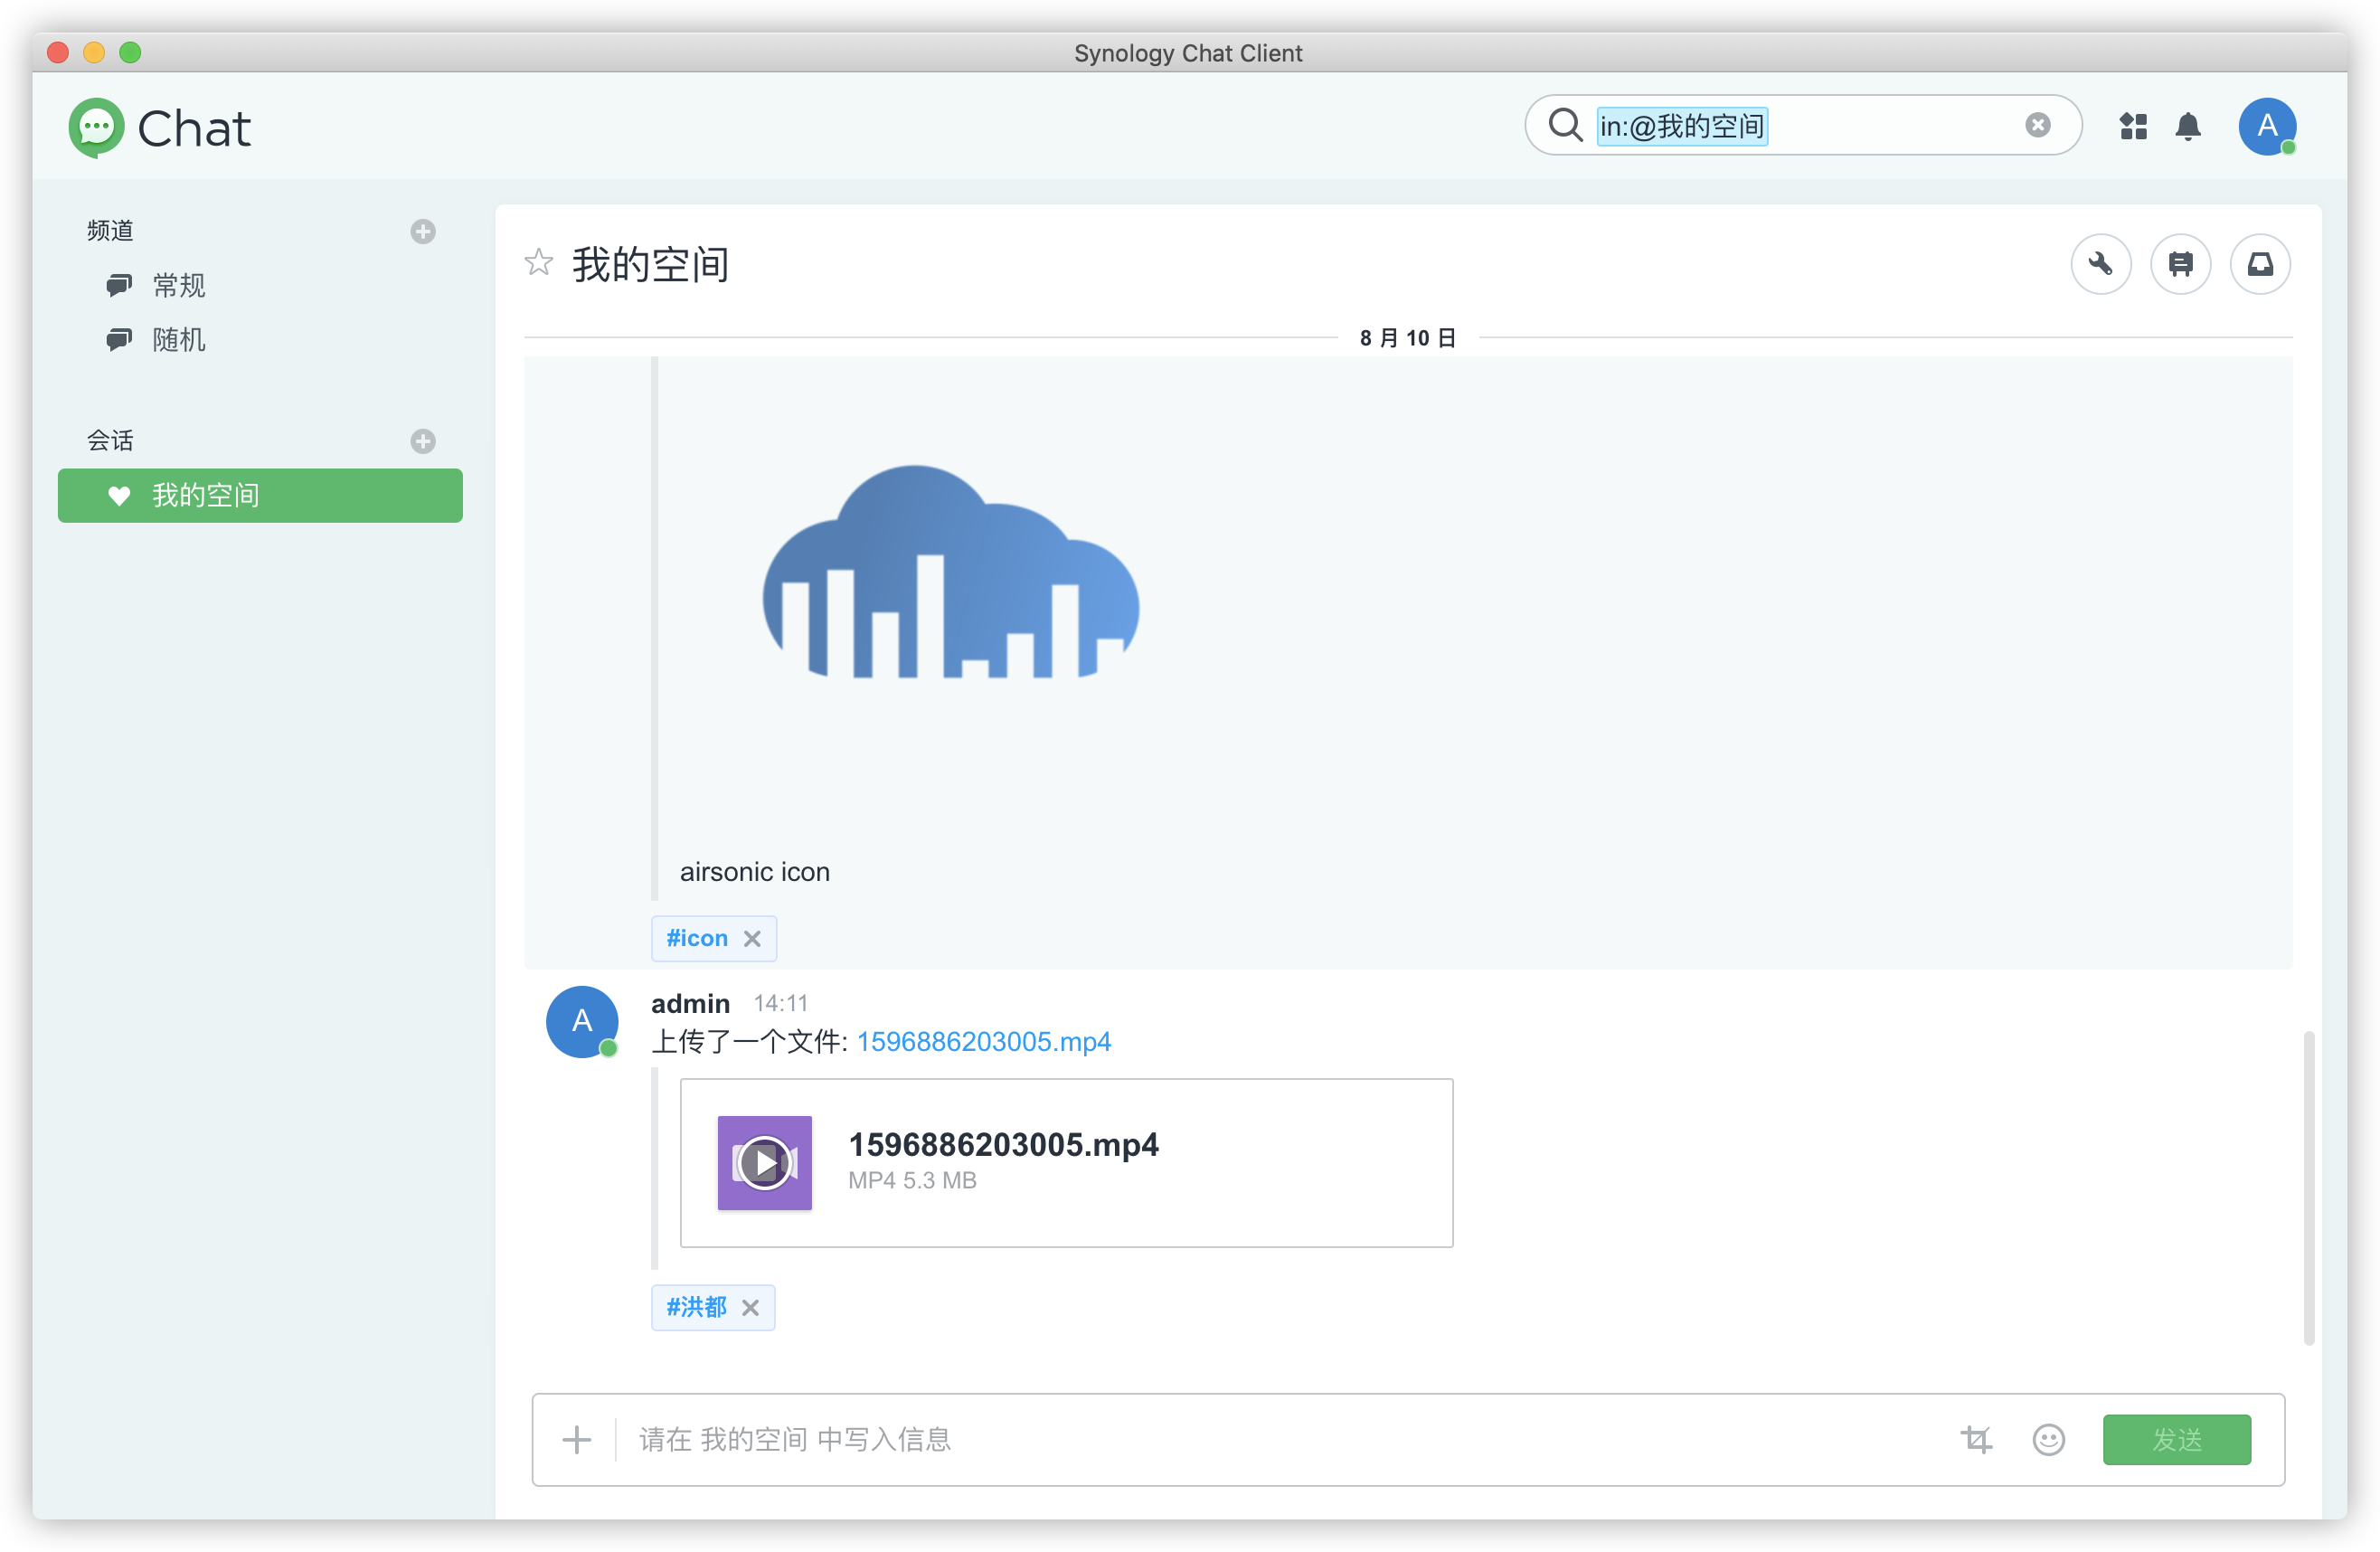 Synology Chat Client
Chat
in:@我的空间
A
频道
常规
随机
会话
我的空间
我的空间
8 月 10 日
airsonic icon
#icon
A
admin 14:11
上传了一个文件: 1596886203005.mp4
1596886203005.mp4
MP4 5.3 MB
#洪都
请在 我的空间 中写入信息
发送